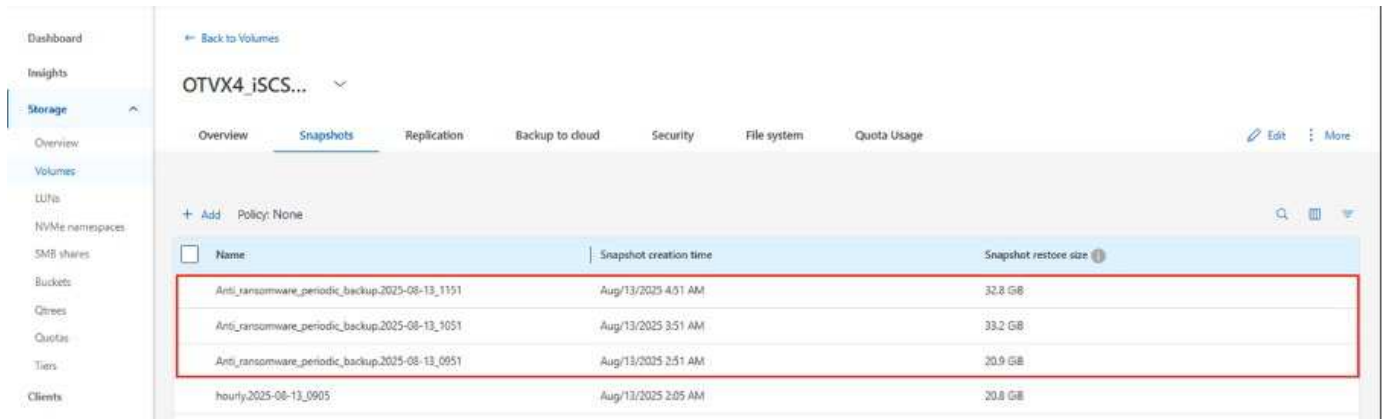 Dashboard
← Back to Volumes
Insights
OTVX4_iSCS...
Storage
Overview Snapshots Replication Backup to cloud Security File system Quota Usage Edit More
Overview
Volumes
LUNs
+ Add Policy: None
NVMe namespaces
SMB shares
Name Snapshot creation time Snapshot restore size
Buckets
Anti_ransomware_periodic_backup.2025-08-13_1151 Aug/13/2025 4:51 AM 32.8 GiB
Qtrees
Anti_ransomware_periodic_backup.2025-08-13_1051 Aug/13/2025 3:51 AM 33.2 GiB
Quotas
Tiers
Anti_ransomware_periodic_backup.2025-08-13_0951 Aug/13/2025 2:51 AM 20.9 GiB
Clients
hourly.2025-08-13_0905 Aug/13/2025 2:05 AM 20.8 GiB